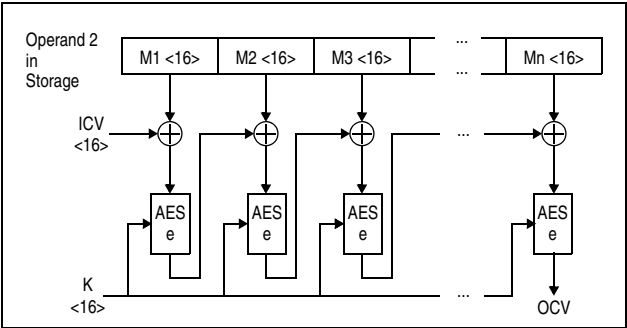 Operand 2
in
Storage
M1 <16> M2 <16> M3 <16> ... Mn <16>
...
ICV
<16>
...
AES
e
AES
e
AES
e
AES
e
K
<16>
...
OCV